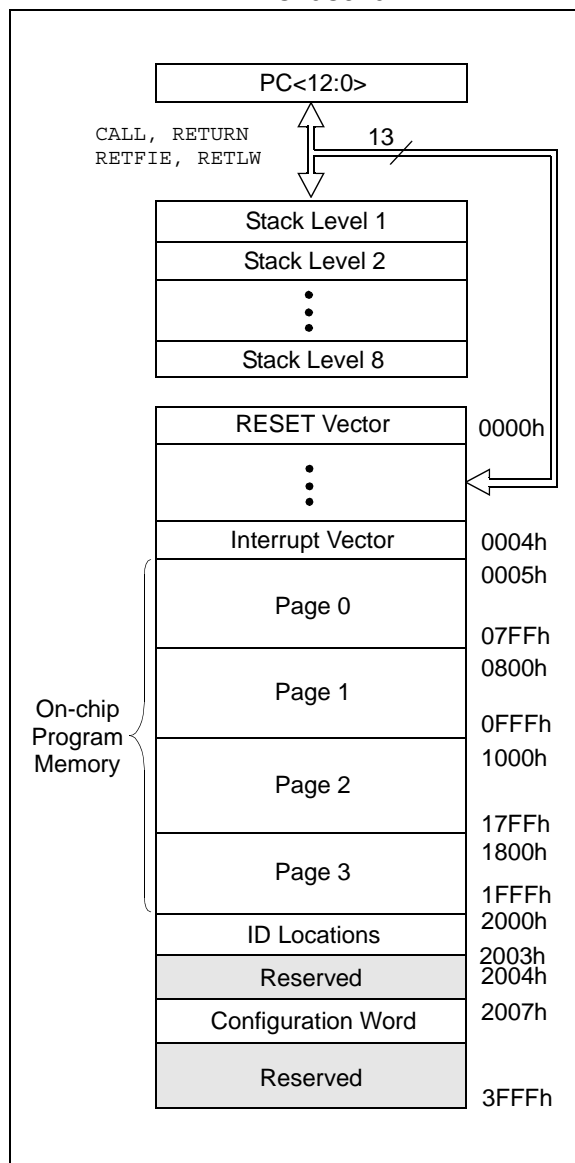 PC<12:0>
CALL, RETURN
RETFIE, RETLW
13
Stack Level 1
Stack Level 2
Stack Level 8
RESET Vector
0000h
Interrupt Vector
0004h
0005h
Page 0
07FFh
0800h
Page 1
0FFFh
1000h
Page 2
17FFh
1800h
Page 3
1FFFh
On-chip
Program
Memory
2000h
ID Locations
2003h
2004h
Reserved
Configuration Word
2007h
Reserved
3FFFh